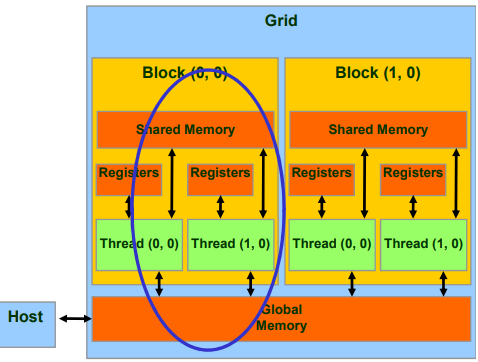 Grid
Block (0, 0)
Block (1, 0)
Shared Memory
Shared Memory
Registers
Registers
Registers
Registers
Thread (0, 0)
Thread (1, 0)
Thread (0, 0)
Thread (1, 0)
Host
Global
Memory